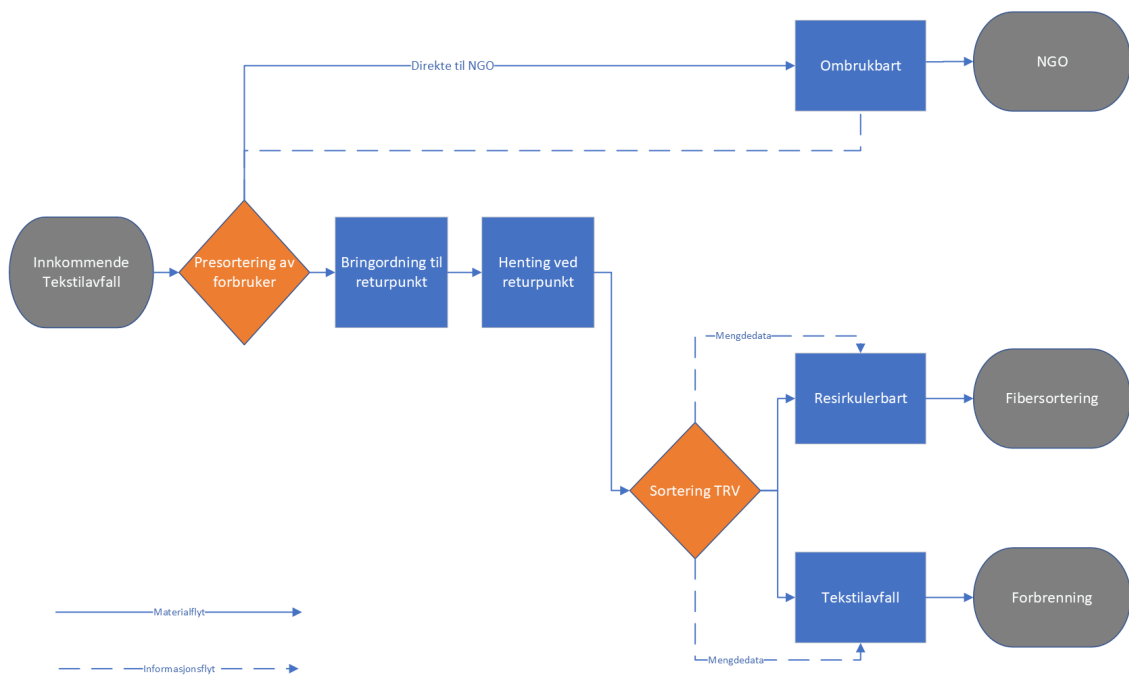 Direkte til NGO
Ombrukbart
NGO
Innkommende
Tekstilavfall
Presortering av
forbruker
Bringordning til
returpunkt
Henting ved
returpunkt
Mengdedata
Resirkulerbart
Fibersortering
Sortering TRV
Tekstilavfall
Forbrenning
Mengdedata
Materialflyt
Informasjonsflyt